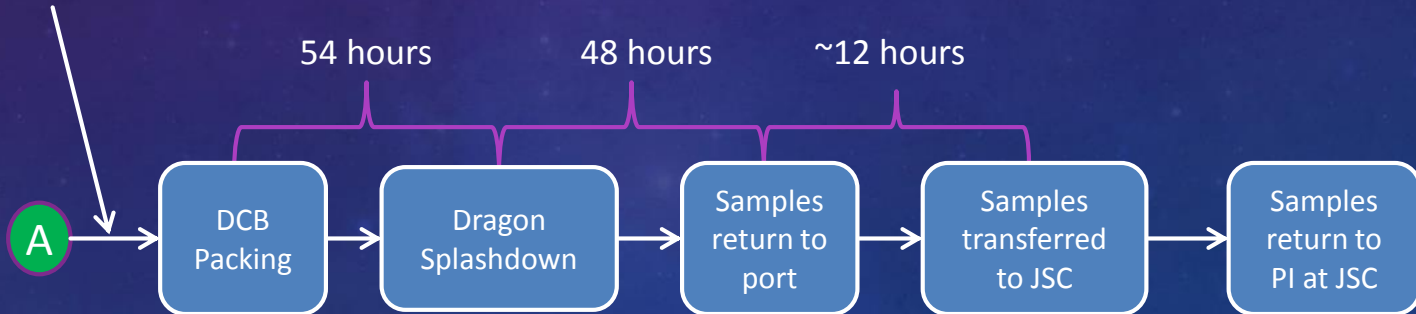 54 hours
48 hours
~12 hours
A
DCB
Packing
Dragon
Splashdown
Samples
return to
port
Samples
transferred
to JSC
Samples
return to
PI at JSC